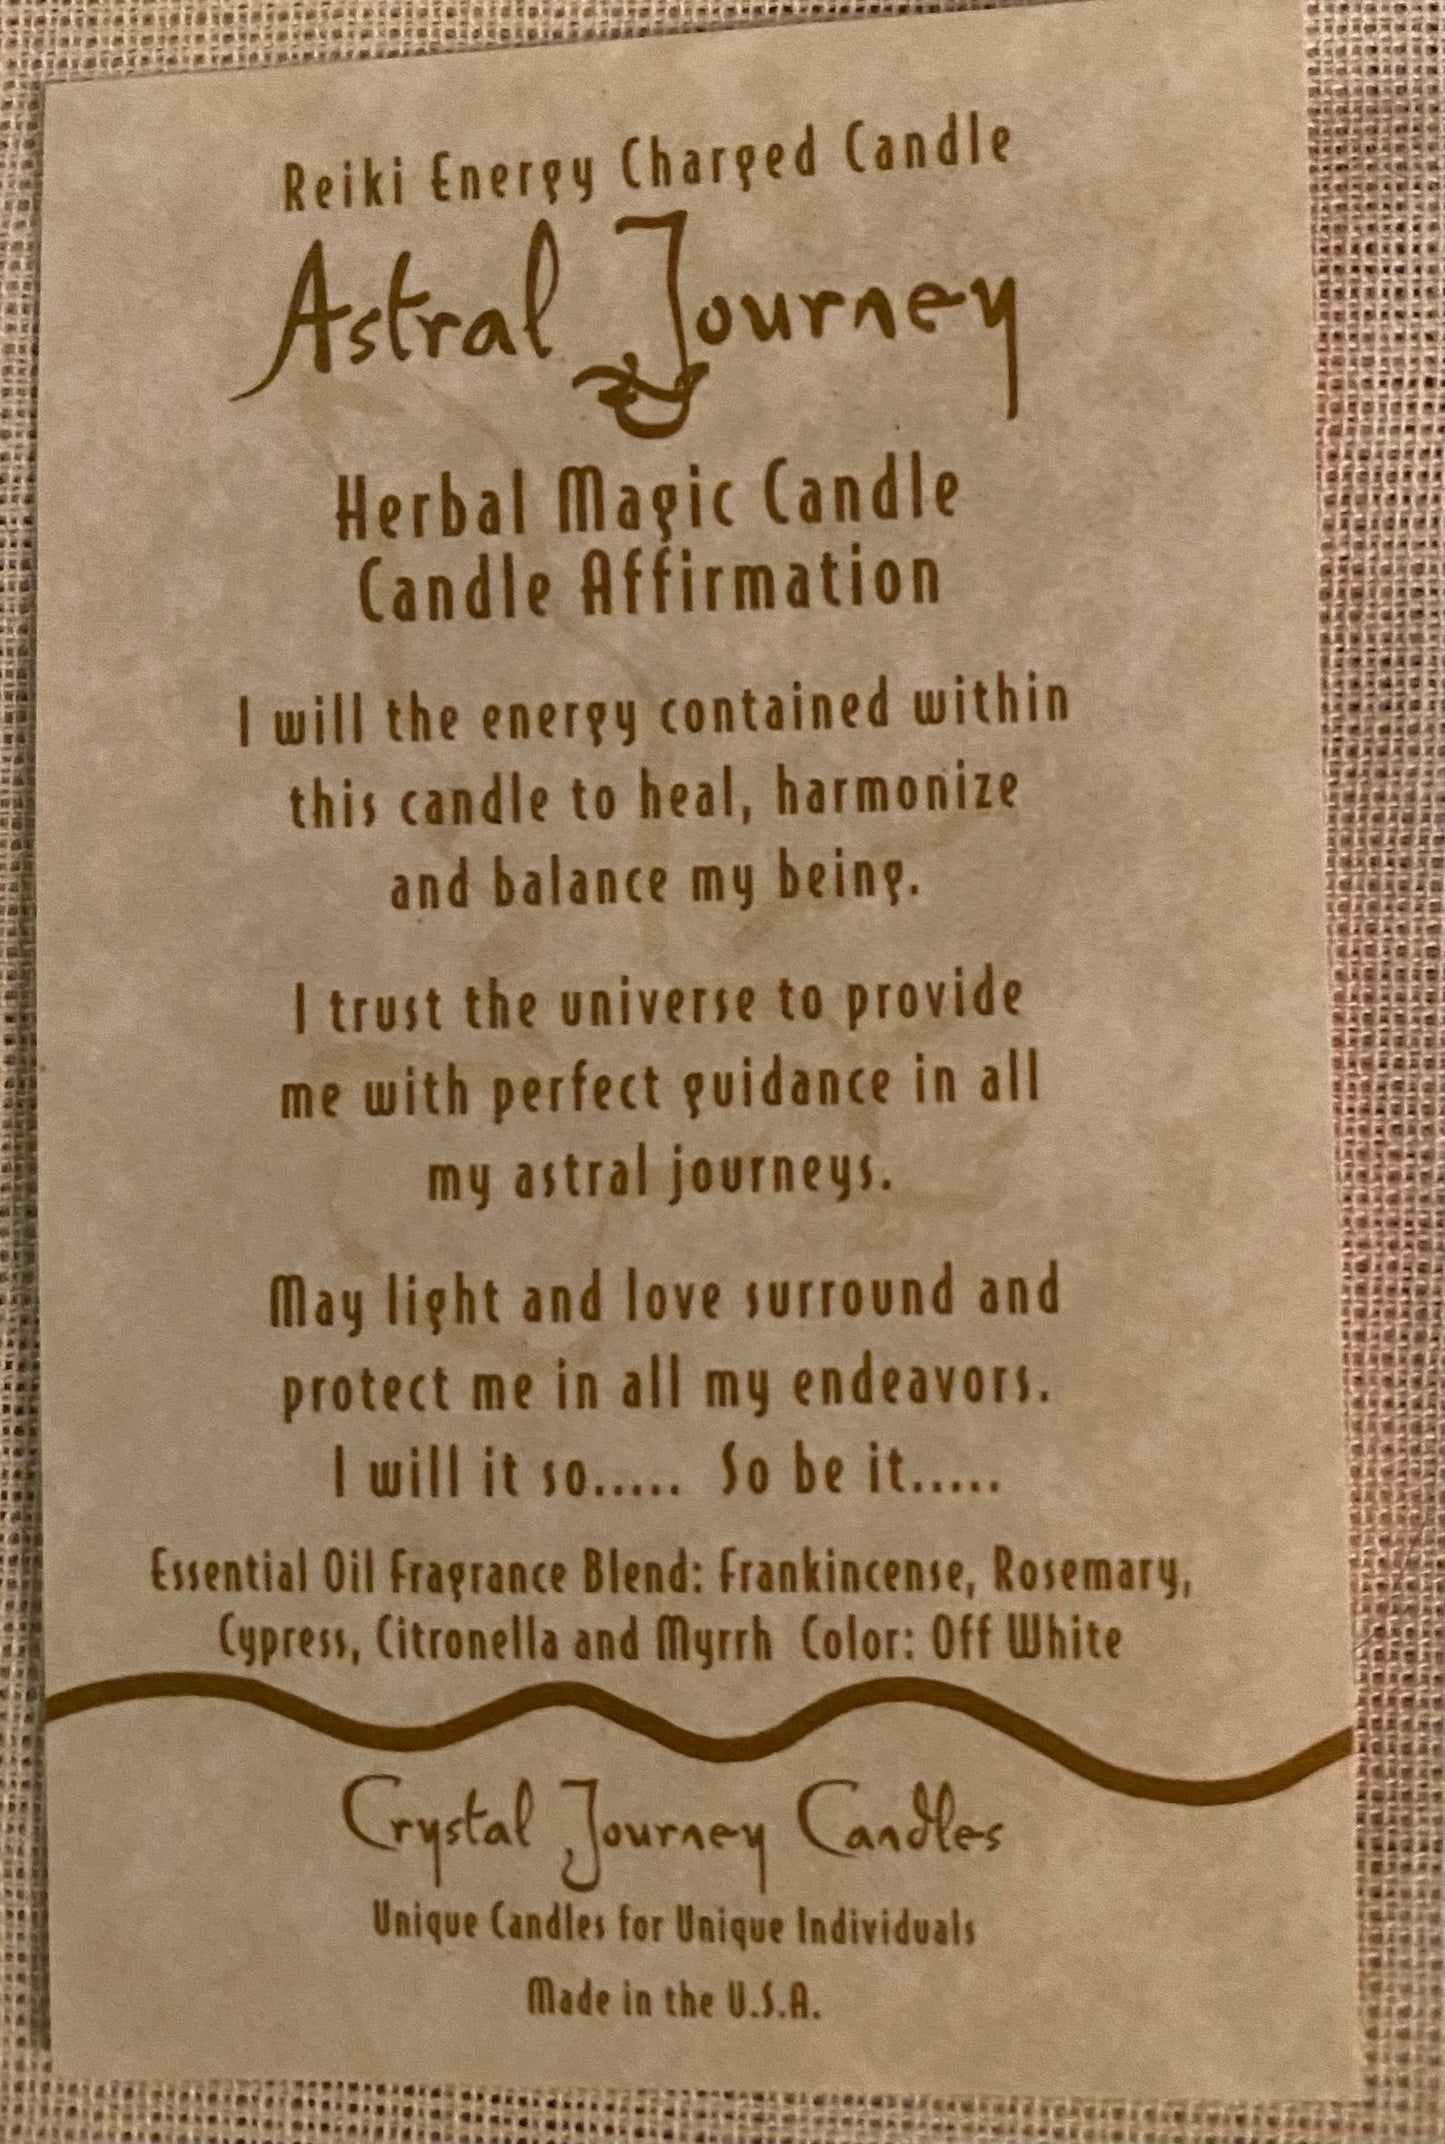 Reiki Energy Charged Candle
Astral Journey
Herbal Magic Candle
Candle Affirmation
I will the energy contained within
this candle to heal, harmonize
and balance my being.
I trust the universe to provide
me with perfect guidance in all
my astral journeys.
May light and love surround and
protect me in all my endeavors.
I will it so..... So be it.....
Essential Oil Fragrance Blend: Frankincense, Rosemary,
Cypress, Citronella and Myrrh Color: Off White
Crystal Journey Candles
Unique Candles for Unique Individuals
Made in the U.S.A.